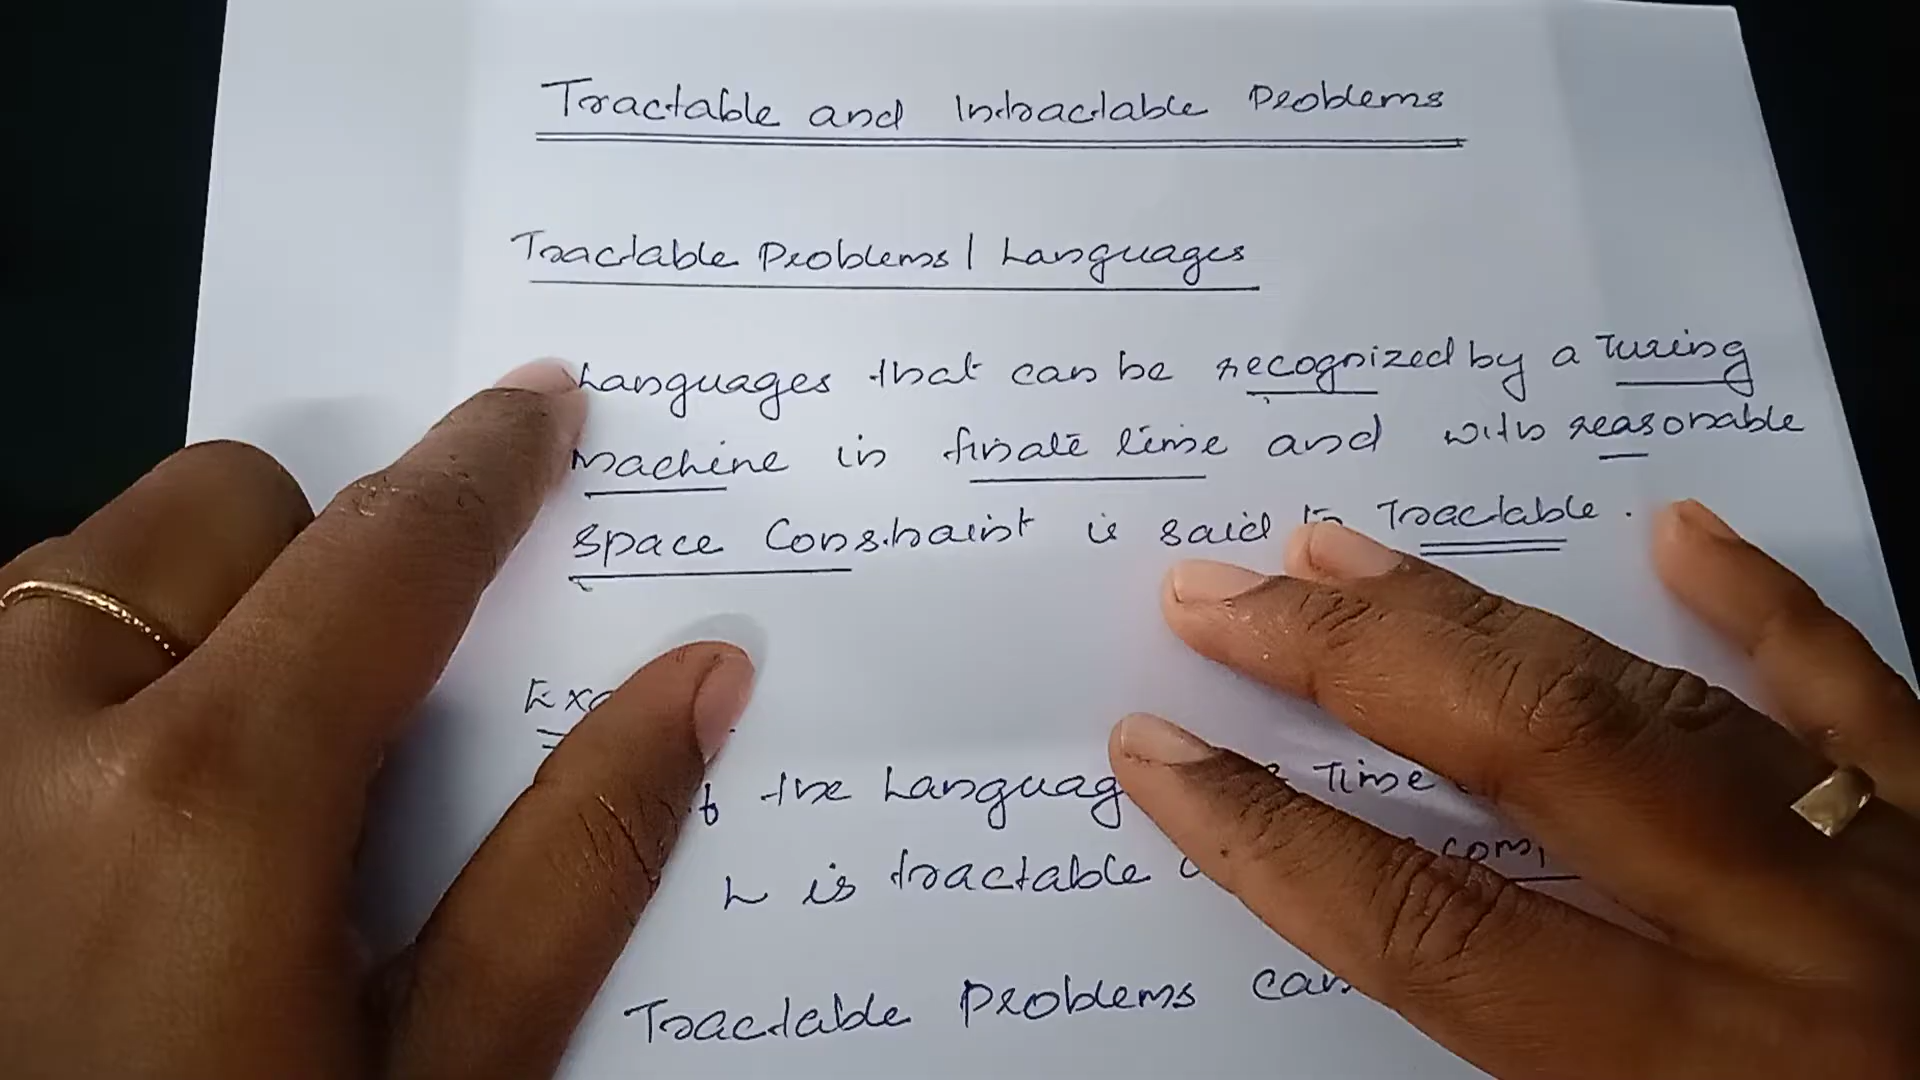 Tractable and Intractable Problems
Tractable Problems | Languages
Languages that can be recognized by a Turing
machine in finate time and with reasonable
space Constraint is said to Tractable.
the Language Time
L is tractable
Tractable Problems can